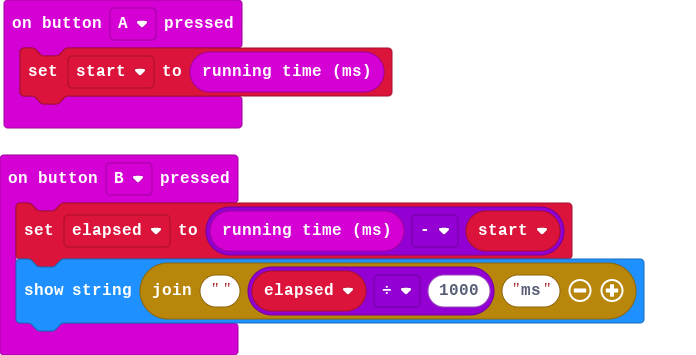 on button A pressed
set start to running time (ms)
on button B pressed
set elapsed to running time (ms) - start
show string join "" elapsed ÷ 1000 "ms"